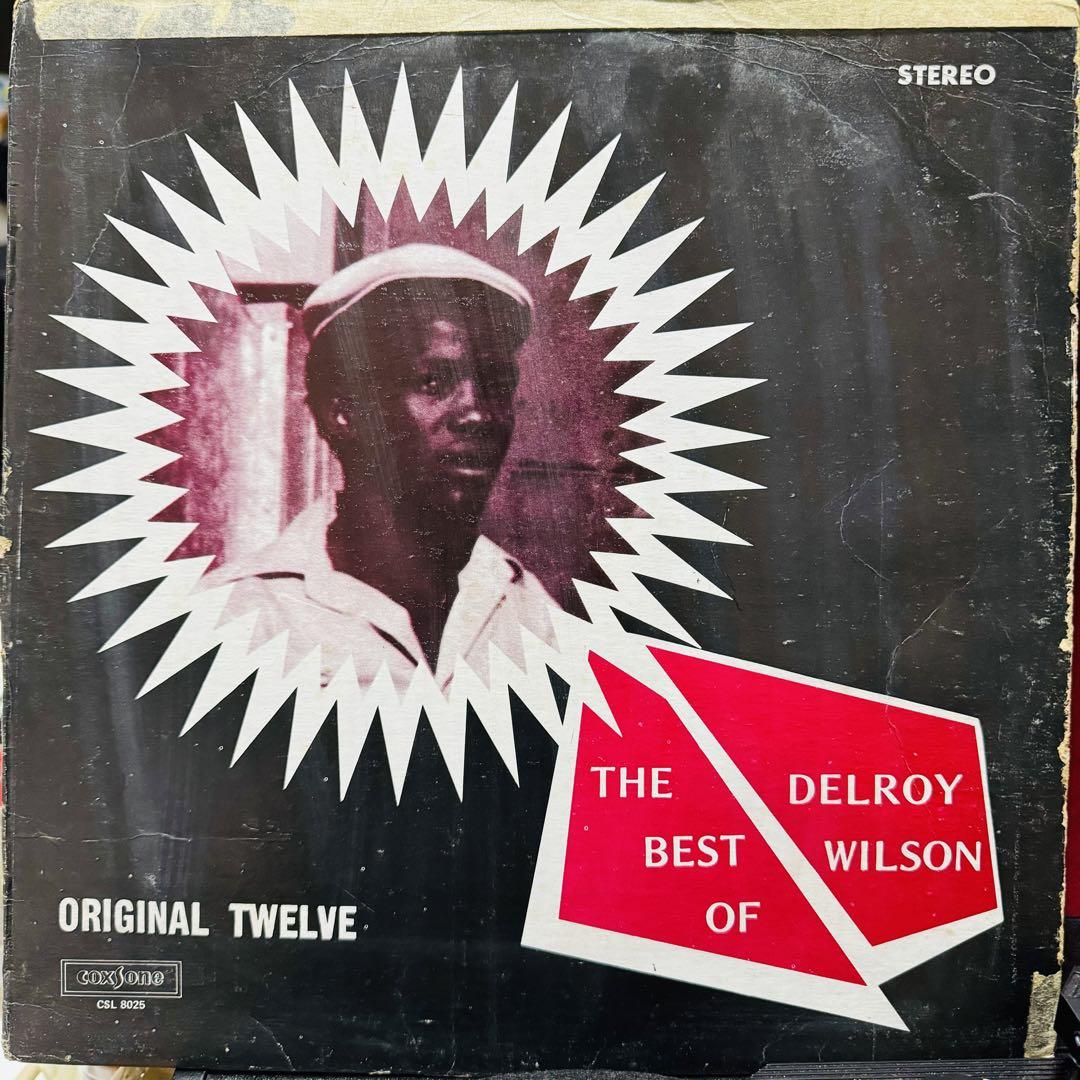 STEREO
THE
BEST
OF
DELROY
WILSON
ORIGINAL TWELVE
coxsone
CSL 8025